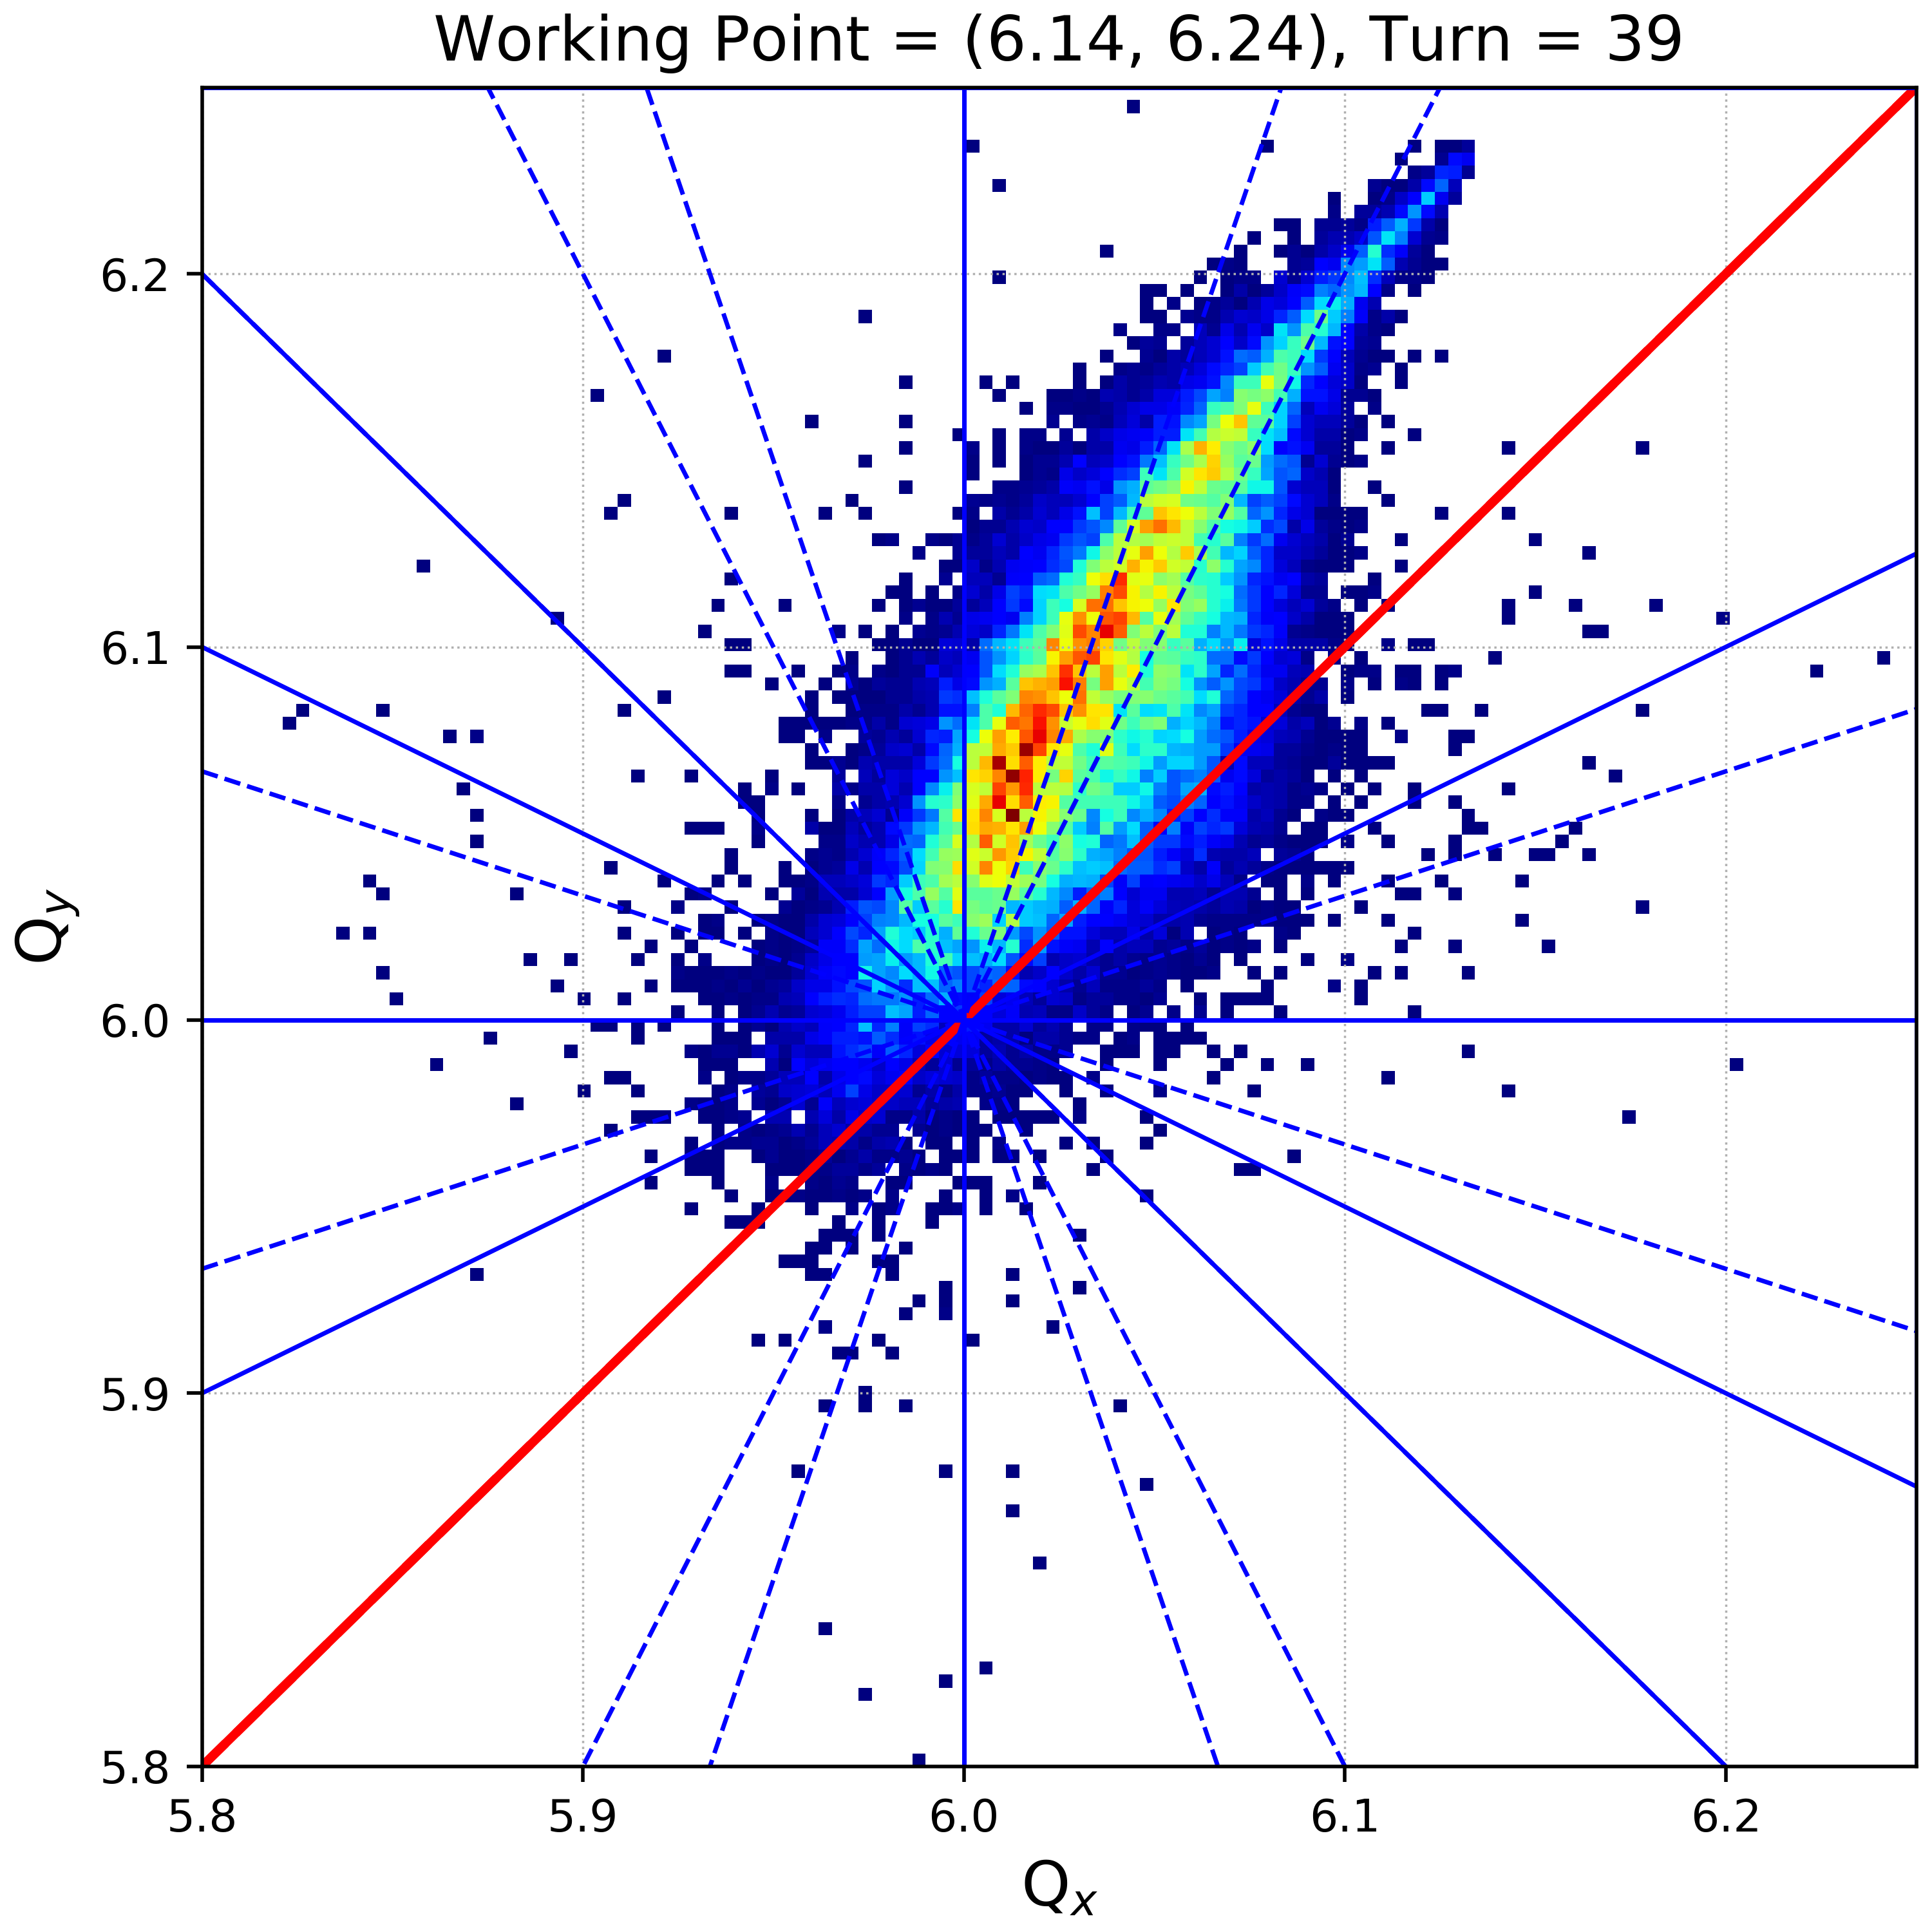 Working Point = (6.14, 6.24), Turn = 39
6.2
6.1
6.0
5.9
5.8
Qy
5.8 5.9 6.0 6.1 6.2
Qx